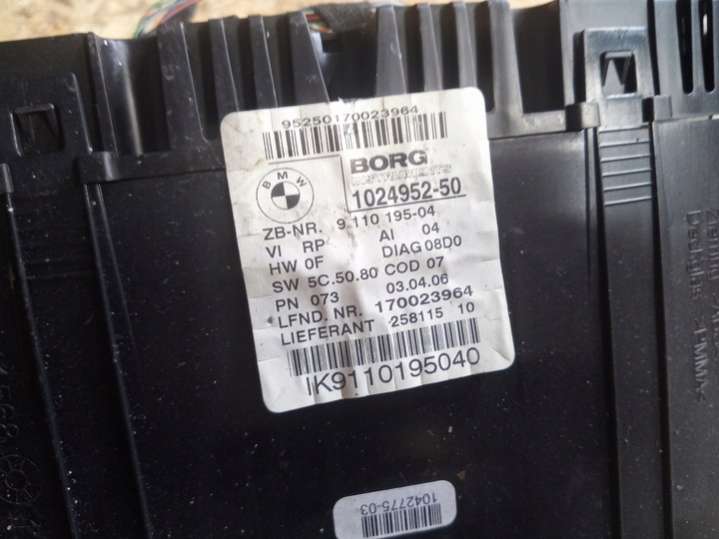 95250170023964
BMW
BORG
INSTRUMENTS
1024952-50
ZB-NR. 9 110 195-04
VI RP AI 04
HW 0F DIAG 08D0
SW 5C.50.80 COD 07
PN 073 03.04.06
LFND. NR. 170023964
LIEFERANT 258115 10
IK9110195040
1042775-03